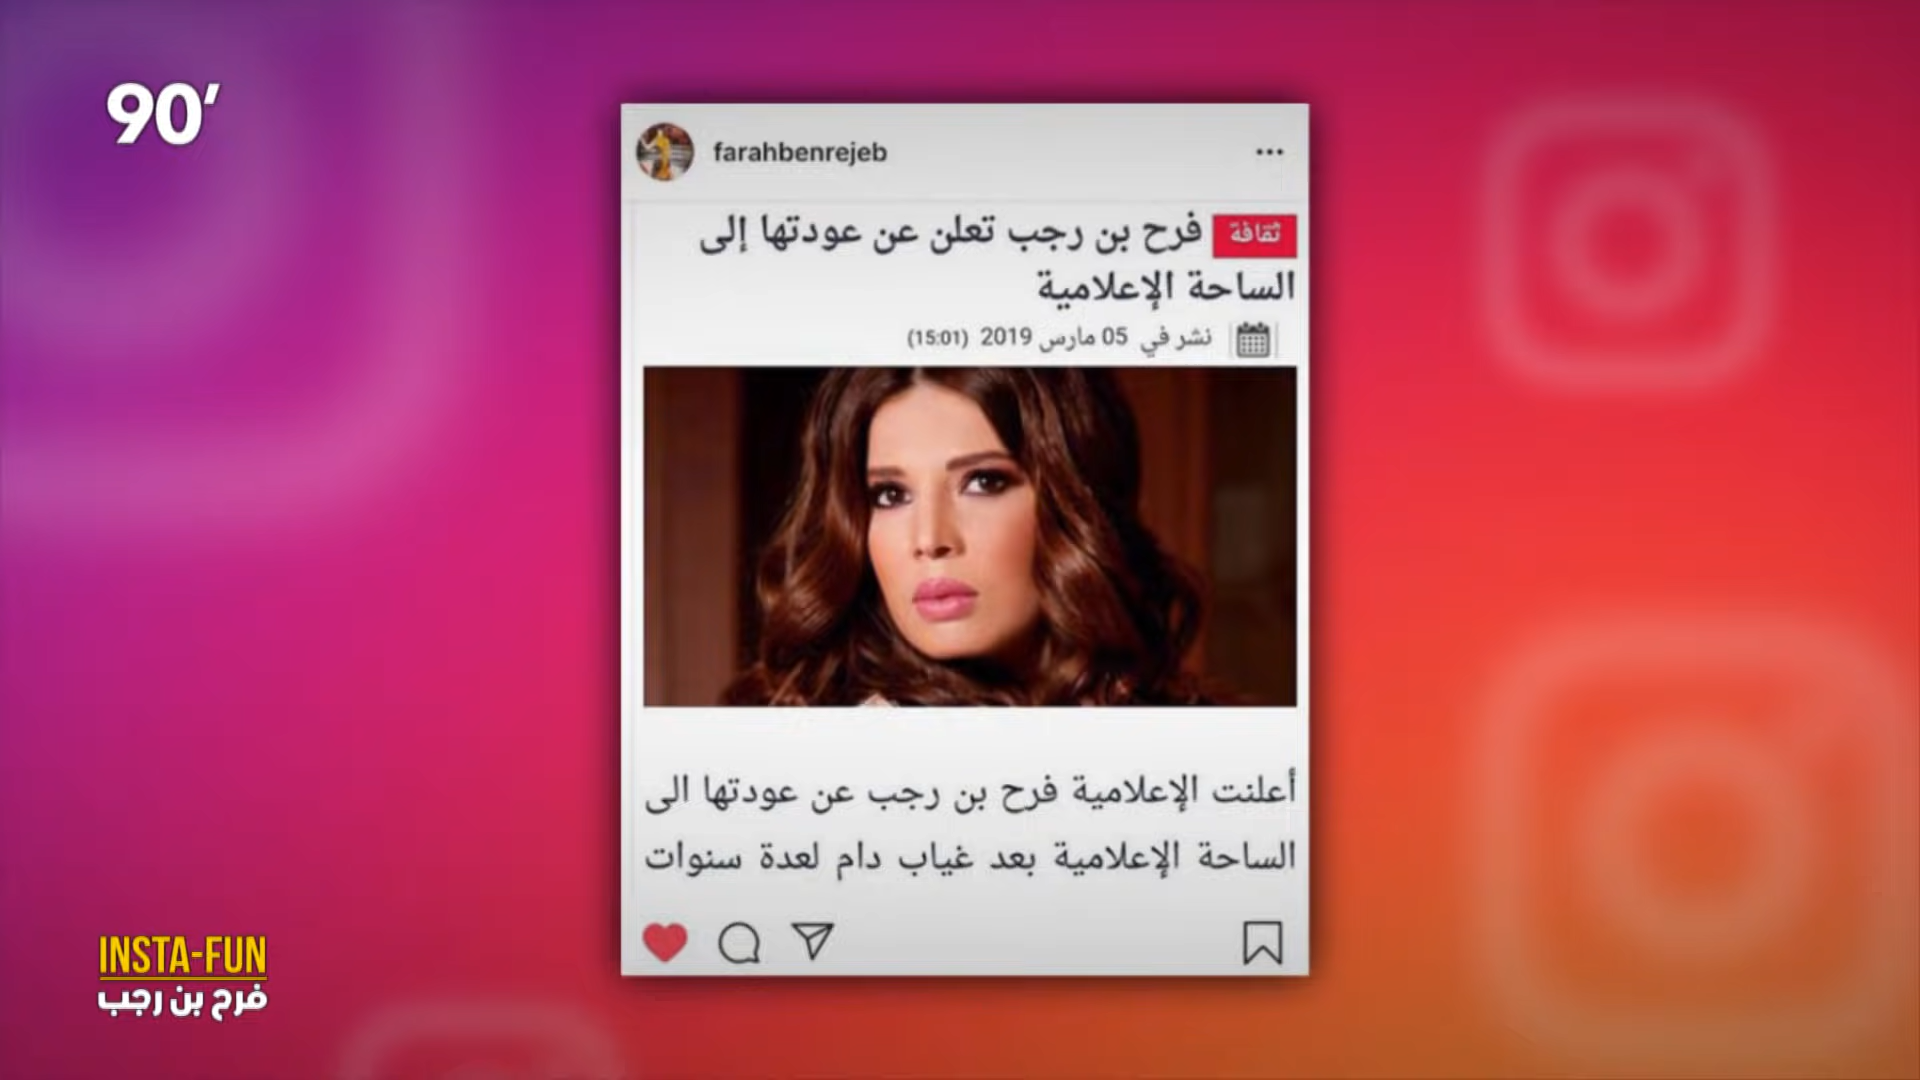 90’
farahbenrejeb
ثقافة فرح بن رجب تعلن عن عودتها إلى
الساحة الإعلامية
نشر في 05 مارس 2019 (15:01)
أعلنت الإعلامية فرح بن رجب عن عودتها الى
الساحة الإعلامية بعد غياب دام لعدة سنوات
INSTA-FUN
فرح بن رجب